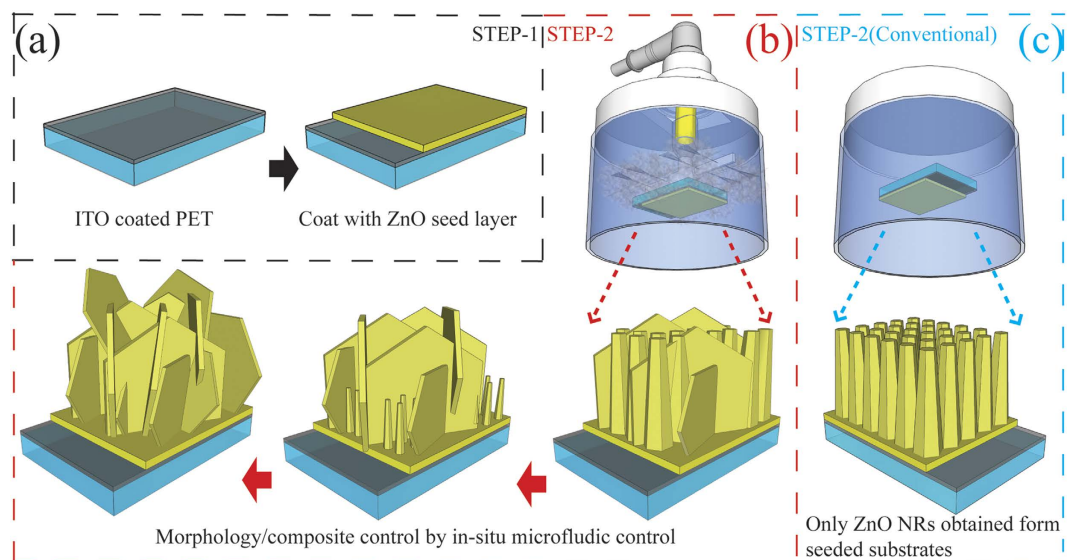 (a)
STEP-1
ITO coated PET
Coat with ZnO seed layer
STEP-2
(b)
STEP-2(Conventional)
(c)
Morphology/composite control by in-situ microfludic control
Only ZnO NRs obtained form
seeded substrates